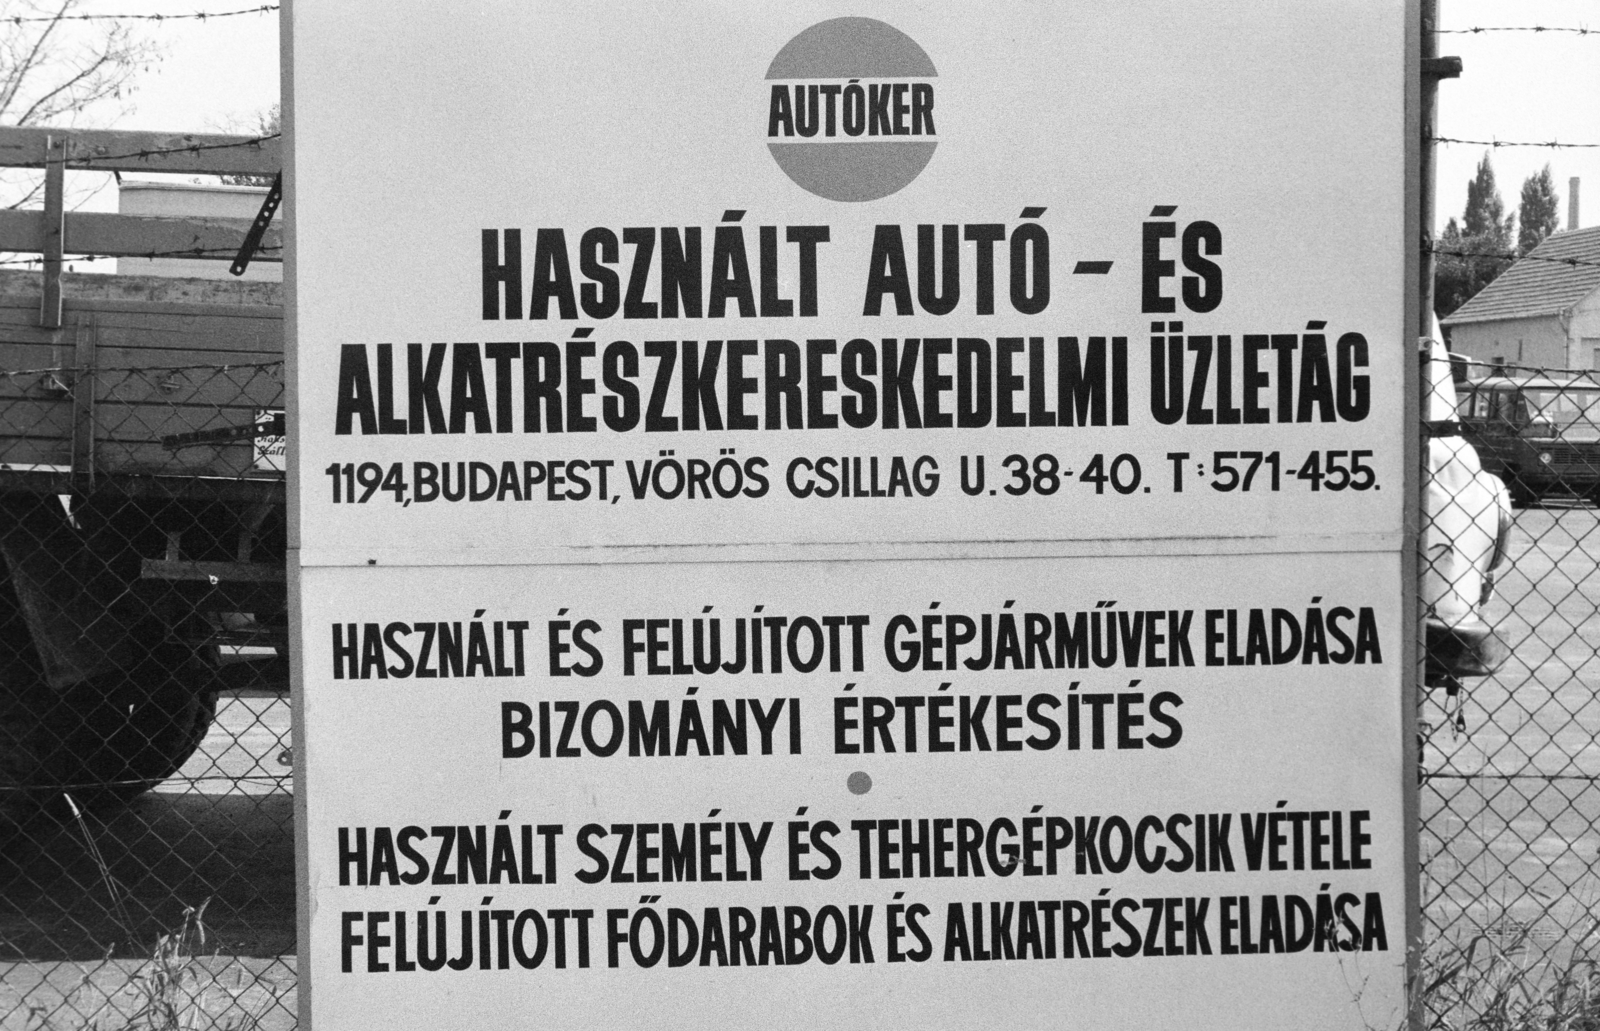 AUTÓKER
HASZNÁLT AUTÓ - ÉS
ALKATRÉSZKERESKEDELMI ÜZLETÁG
1194, BUDAPEST, VÖRÖS CSILLAG U. 38-40. T: 571-455.
HASZNÁLT ÉS FELÚJÍTOTT GÉPJÁRMŰVEK ELADÁSA
BIZOMÁNYI ÉRTÉKESÍTÉS
HASZNÁLT SZEMÉLY ÉS TEHERGÉPKOCSIK VÉTELE
FELÚJÍTOTT FŐDARABOK ÉS ALKATRÉSZEK ELADÁSA